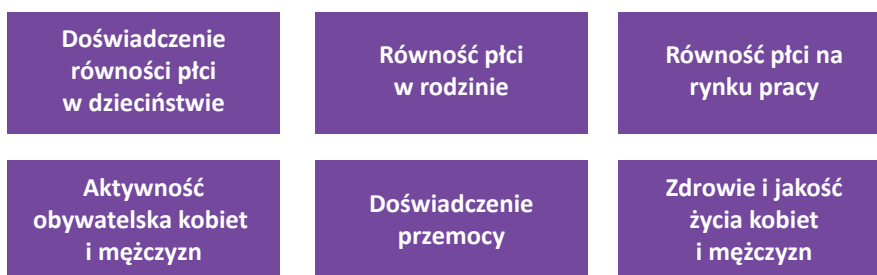 Doświadczenie
równości płci
w dzieciństwie
Równość płci
w rodzinie
Równość płci na
rynku pracy
Aktywność
obywatelska kobiet
i mężczyzn
Doświadczenie
przemocy
Zdrowie i jakość
życia kobiet
i mężczyzn